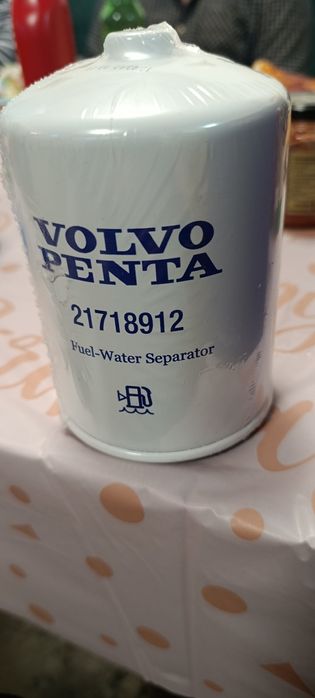 VOLVO
PENTA
21718912
Fuel-Water Separator